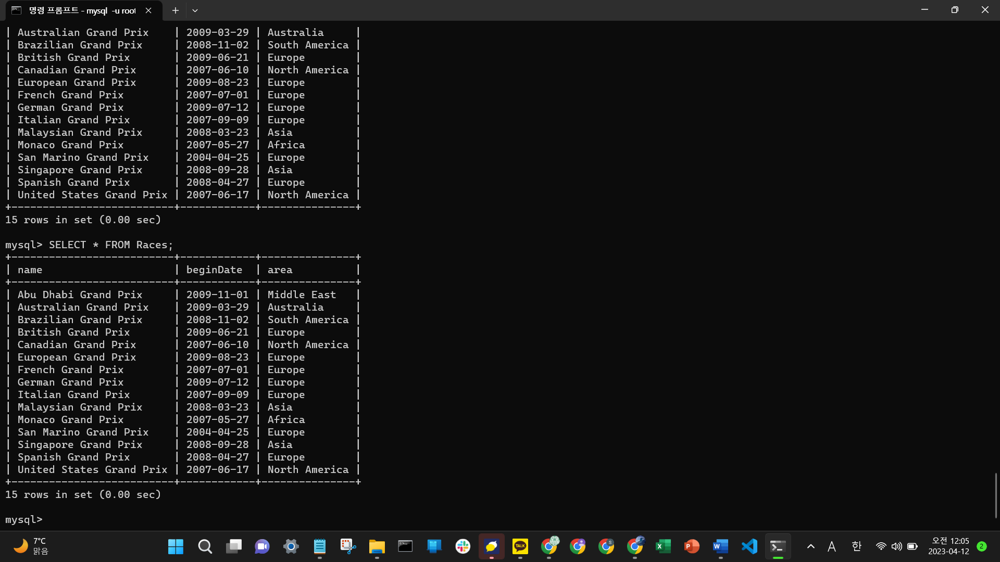 명령 프롬프트 - mysql  -u root
| Australian Grand Prix    | 2009-03-29 | Australia     |
| Brazilian Grand Prix     | 2008-11-02 | South America |
| British Grand Prix       | 2009-06-21 | Europe        |
| Canadian Grand Prix      | 2007-06-10 | North America |
| European Grand Prix      | 2009-08-23 | Europe        |
| French Grand Prix        | 2007-07-01 | Europe        |
| German Grand Prix        | 2009-07-12 | Europe        |
| Italian Grand Prix       | 2007-09-09 | Europe        |
| Malaysian Grand Prix     | 2008-03-23 | Asia          |
| Monaco Grand Prix        | 2007-05-27 | Africa        |
| San Marino Grand Prix    | 2004-04-25 | Europe        |
| Singapore Grand Prix     | 2008-09-28 | Asia          |
| Spanish Grand Prix       | 2008-04-27 | Europe        |
| United States Grand Prix | 2007-06-17 | North America |
+--------------------------+------------+---------------+
15 rows in set (0.00 sec)
mysql> SELECT * FROM Races;
+--------------------------+------------+---------------+
| name                     | beginDate  | area          |
+--------------------------+------------+---------------+
| Abu Dhabi Grand Prix     | 2009-11-01 | Middle East   |
| Australian Grand Prix    | 2009-03-29 | Australia     |
| Brazilian Grand Prix     | 2008-11-02 | South America |
| British Grand Prix       | 2009-06-21 | Europe        |
| Canadian Grand Prix      | 2007-06-10 | North America |
| European Grand Prix      | 2009-08-23 | Europe        |
| French Grand Prix        | 2007-07-01 | Europe        |
| German Grand Prix        | 2009-07-12 | Europe        |
| Italian Grand Prix       | 2007-09-09 | Europe        |
| Malaysian Grand Prix     | 2008-03-23 | Asia          |
| Monaco Grand Prix        | 2007-05-27 | Africa        |
| San Marino Grand Prix    | 2004-04-25 | Europe        |
| Singapore Grand Prix     | 2008-09-28 | Asia          |
| Spanish Grand Prix       | 2008-04-27 | Europe        |
| United States Grand Prix | 2007-06-17 | North America |
+--------------------------+------------+---------------+
15 rows in set (0.00 sec)
mysql>
7°C
맑음
TALK
S
X
P
W
A
한
오전 12:05
2023-04-12
2